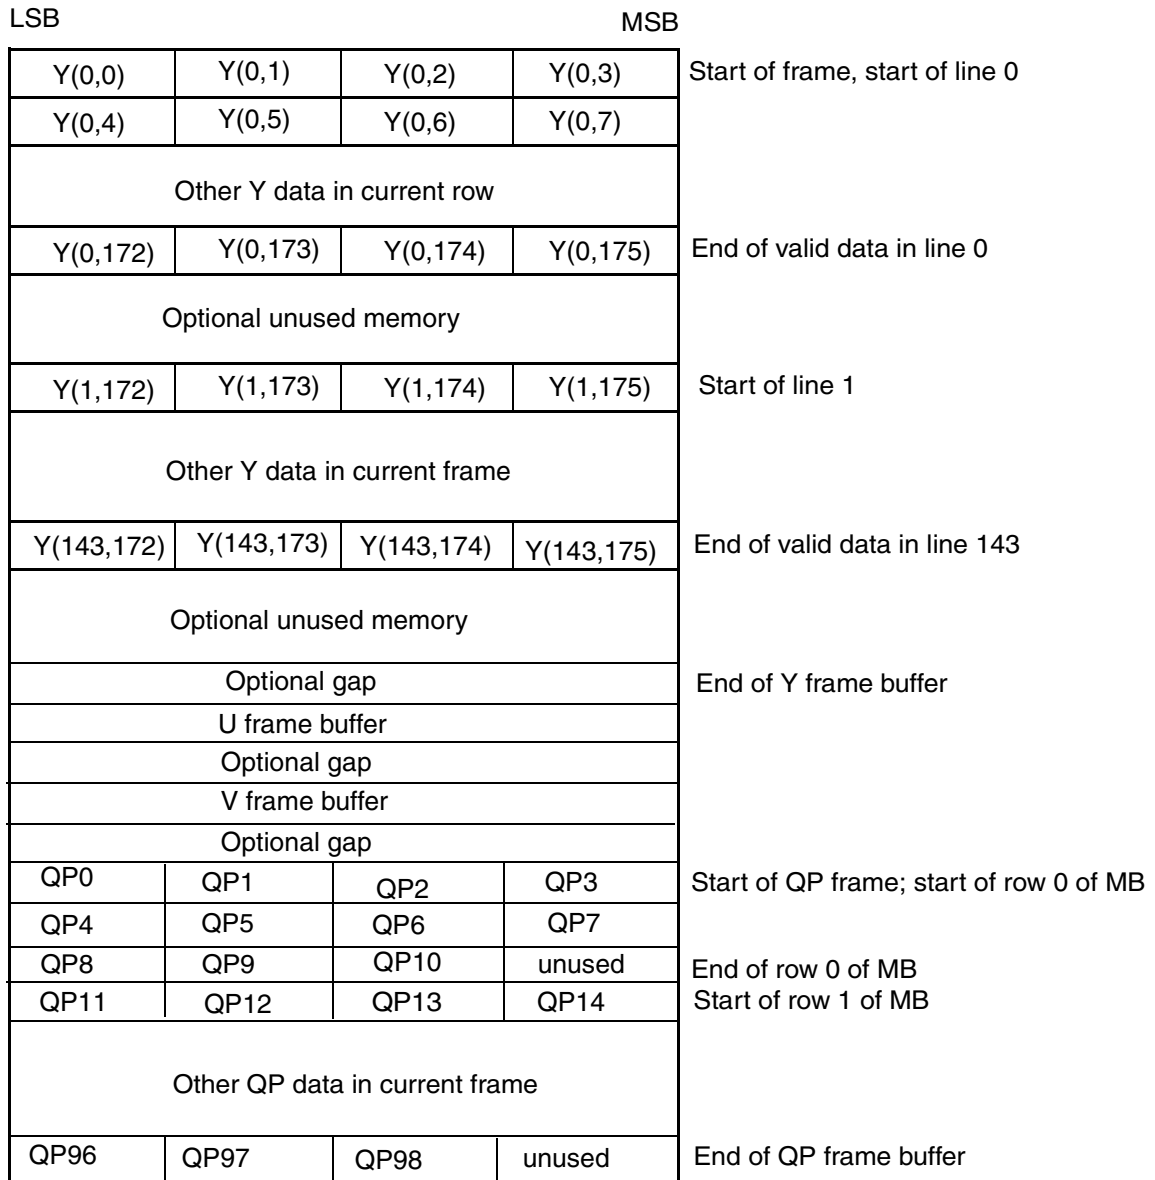 LSB MSB
Y(0,0) Y(0,1) Y(0,2) Y(0,3) Start of frame, start of line 0
Y(0,4) Y(0,5) Y(0,6) Y(0,7)
Other Y data in current row
Y(0,172) Y(0,173) Y(0,174) Y(0,175) End of valid data in line 0
Optional unused memory
Y(1,172) Y(1,173) Y(1,174) Y(1,175) Start of line 1
Other Y data in current frame
Y(143,172) Y(143,173) Y(143,174) Y(143,175) End of valid data in line 143
Optional unused memory
Optional gap End of Y frame buffer
U frame buffer
Optional gap
V frame buffer
Optional gap
QP0 QP1 QP2 QP3 Start of QP frame; start of row 0 of MB
QP4 QP5 QP6 QP7
QP8 QP9 QP10 unused End of row 0 of MB
QP11 QP12 QP13 QP14 Start of row 1 of MB
Other QP data in current frame
QP96 QP97 QP98 unused End of QP frame buffer